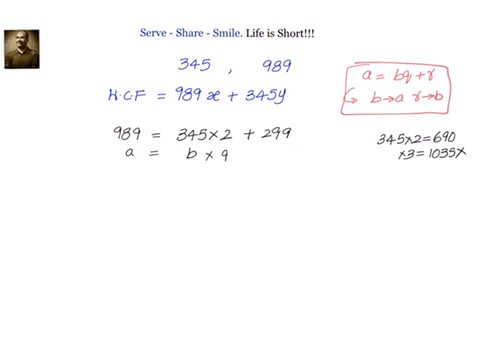 Serve - Share - Smile. Life is Short!!!
345 , 989
H.C.F = 989x + 345y
a = bq + r
↳ b→a r→b
989 = 345×2 + 299
a = b × q
345×2=690
×3=1035×